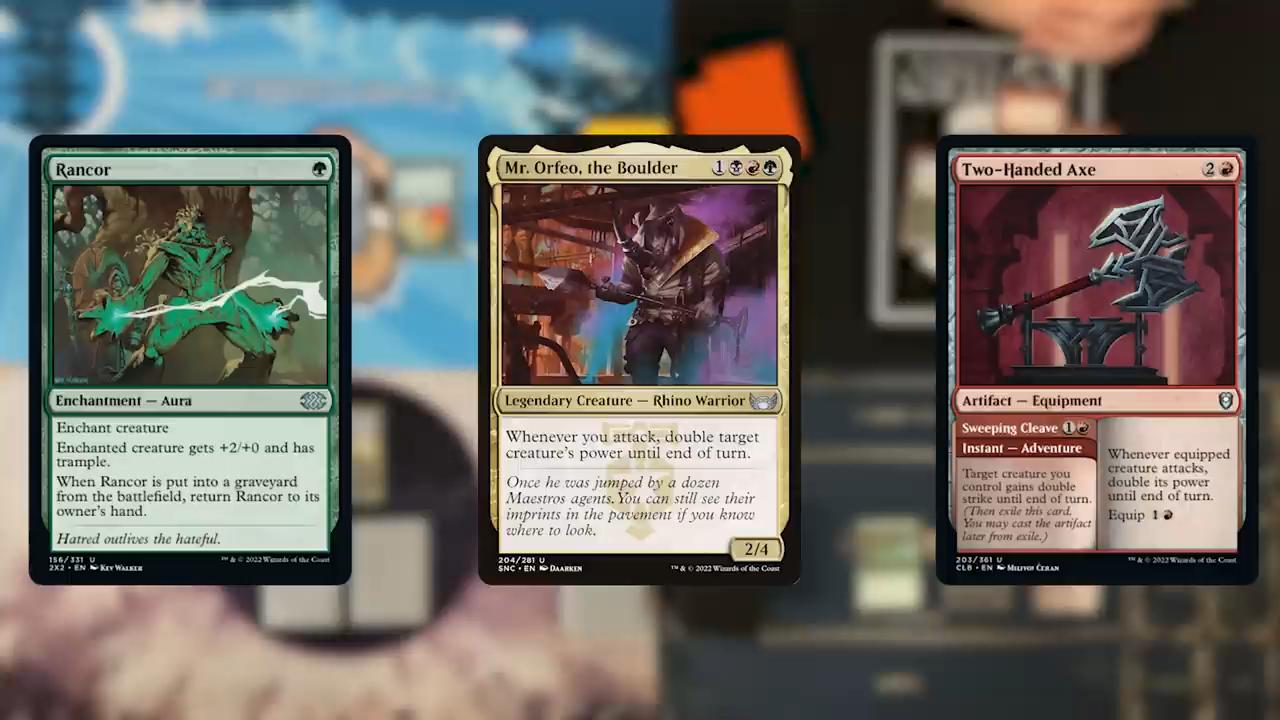 Rancor
Enchantment — Aura
Enchant creature
Enchanted creature gets +2/+0 and has
trample.
When Rancor is put into a graveyard
from the battlefield, return Rancor to its
owner's hand.
Hatred outlives the hateful.
156/331 U
2X2 • EN Kev Walker
™ & © 2022 Wizards of the Coast
Mr. Orfeo, the Boulder 1
Legendary Creature — Rhino Warrior
Whenever you attack, double target
creature's power until end of turn.
Once he was jumped by a dozen
Maestros agents. You can still see their
imprints in the pavement if you know
where to look.
2/4
204/281 U
SNC • EN Daarken
™ & © 2022 Wizards of the Coast
Two-Handed Axe 2
Artifact — Equipment
Sweeping Cleave 1
Instant — Adventure
Target creature you
control gains double
strike until end of turn.
(Then exile this card.
You may cast the artifact
later from exile.)
Whenever equipped
creature attacks,
double its power
until end of turn.
Equip 1
203/361 U
CLB • EN Milivoj Ćeran
™ & © 2022 Wizards of the Coast